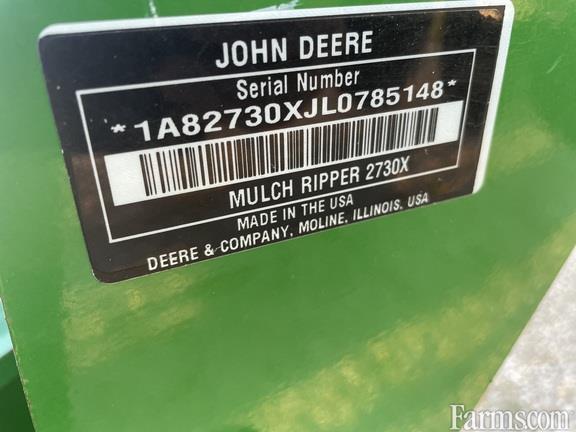 JOHN DEERE
Serial Number
*1A82730XJL0785148*
MULCH RIPPER 2730X
MADE IN THE USA
DEERE & COMPANY, MOLINE, ILLINOIS, USA
Farms.com